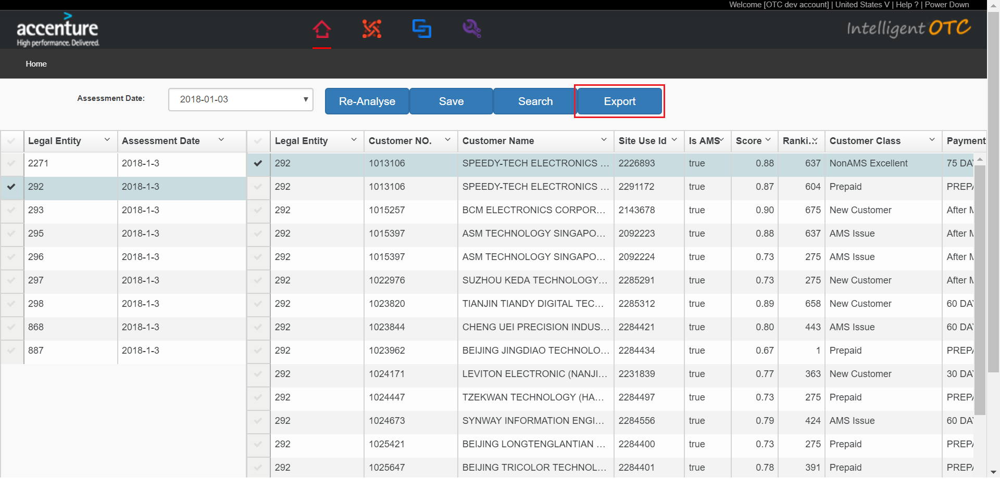 Welcome [OTC dev account] | United States V | Help ? | Power Down
accenture
High performance. Delivered.
Intelligent OTC
Home
Assessment Date: 2018-01-03 Re-Analyse Save Search Export
Legal Entity Assessment Date Legal Entity Customer NO. Customer Name Site Use Id Is AMS Score Ranki... Customer Class Payment
2271 2018-1-3 292 1013106 SPEEDY-TECH ELECTRONICS ... 2226893 true 0.88 637 NonAMS Excellent 75 DA
292 2018-1-3 292 1013106 SPEEDY-TECH ELECTRONICS ... 2291172 true 0.87 604 Prepaid PREPA
293 2018-1-3 292 1015257 BCM ELECTRONICS CORPOR... 2143678 true 0.90 675 New Customer After M
295 2018-1-3 292 1015397 ASM TECHNOLOGY SINGAPO... 2092223 true 0.88 637 AMS Issue After M
296 2018-1-3 292 1015397 ASM TECHNOLOGY SINGAPO... 2092224 true 0.73 275 AMS Issue After M
297 2018-1-3 292 1022976 SUZHOU KEDA TECHNOLOGY... 2285291 true 0.73 275 New Customer After M
298 2018-1-3 292 1023820 TIANJIN TIANDY DIGITAL TEC... 2285312 true 0.89 658 New Customer 60 DA
868 2018-1-3 292 1023844 CHENG UEI PRECISION INDUS... 2284421 true 0.80 443 AMS Issue 60 DA
887 2018-1-3 292 1023962 BEIJING JINGDIAO TECHNOLO... 2284434 true 0.67 1 Prepaid PREPA
292 1024171 LEVITON ELECTRONIC (NANJI... 2231839 true 0.77 363 New Customer 30 DA
292 1024447 TZEKWAN TECHNOLOGY (HA... 2284497 true 0.73 275 Prepaid PREPA
292 1024673 SYNWAY INFORMATION ENGI... 2284556 true 0.79 424 AMS Issue 60 DA
292 1025421 BEIJING LONGTENGLANTIAN ... 2284400 true 0.73 275 Prepaid PREPA
292 1025647 BEIJING TRICOLOR TECHNOL... 2284401 true 0.78 391 Prepaid PREPA